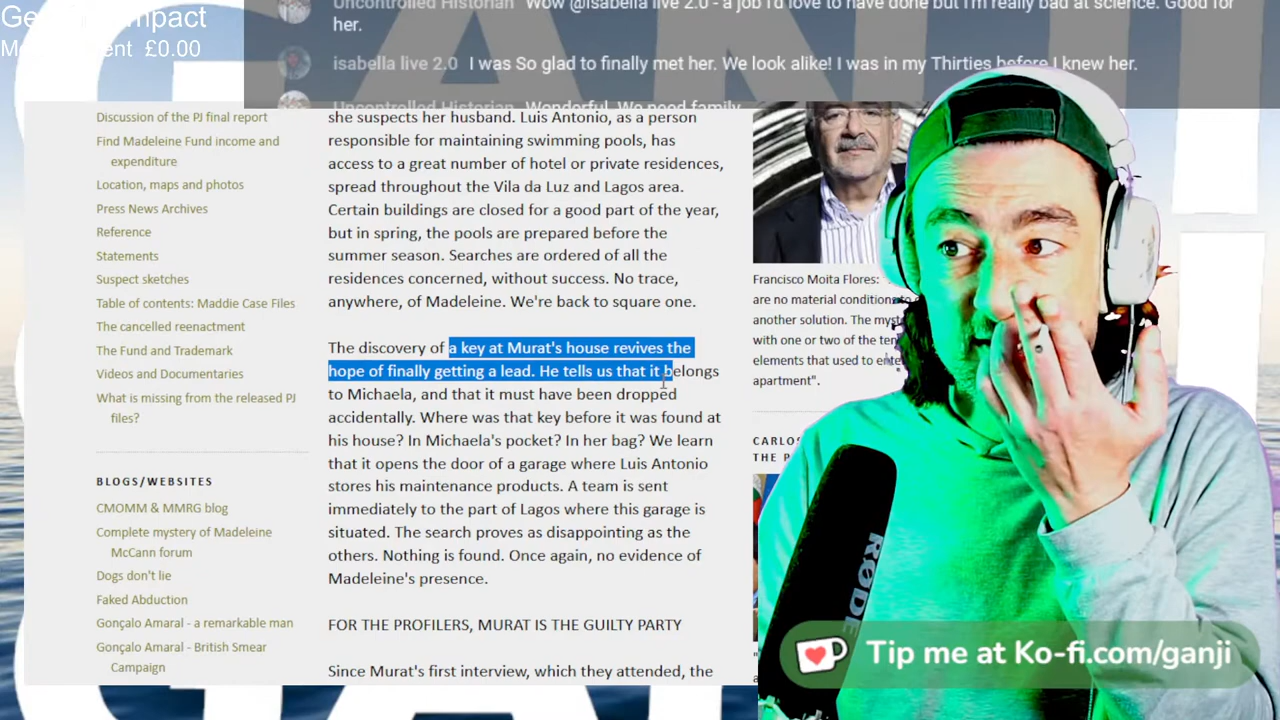 Uncontrolled Historian Wow @isabella live 2.0 - a job I'd love to have done but I'm really bad at science. Good for
her.
isabella live 2.0 I was So glad to finally met her. We look alike! I was in my Thirties before I knew her.
Uncontrolled Historian Wonderful. We need family
£0.00
Discussion of the PJ final report
Find Madeleine Fund income and
expenditure
Location, maps and photos
Press News Archives
Reference
Statements
Suspect sketches
Table of contents: Maddie Case Files
The cancelled reenactment
The Fund and Trademark
Videos and Documentaries
What is missing from the released PJ
files?
BLOGS/WEBSITES
CMOMM & MMRG blog
Complete mystery of Madeleine
McCann forum
Dogs don't lie
Faked Abduction
Gonçalo Amaral - a remarkable man
Gonçalo Amaral - British Smear
Campaign
she suspects her husband. Luis Antonio, as a person
responsible for maintaining swimming pools, has
access to a great number of hotel or private residences,
spread throughout the Vila da Luz and Lagos area.
Certain buildings are closed for a good part of the year,
but in spring, the pools are prepared before the
summer season. Searches are ordered of all the
residences concerned, without success. No trace,
anywhere, of Madeleine. We're back to square one.
The discovery of a key at Murat's house revives the
hope of finally getting a lead. He tells us that it belongs
to Michaela, and that it must have been dropped
accidentally. Where was that key before it was found at
his house? In Michaela's pocket? In her bag? We learn
that it opens the door of a garage where Luis Antonio
stores his maintenance products. A team is sent
immediately to the part of Lagos where this garage is
situated. The search proves as disappointing as the
others. Nothing is found. Once again, no evidence of
Madeleine's presence.
FOR THE PROFILERS, MURAT IS THE GUILTY PARTY
Since Murat's first interview, which they attended, the
Francisco Moita Flores:
are no material conditions to
another solution. The
with one or two of the
elements that used to
apartment".
THE
RØDE
Tip me at Ko-fi.com/ganji